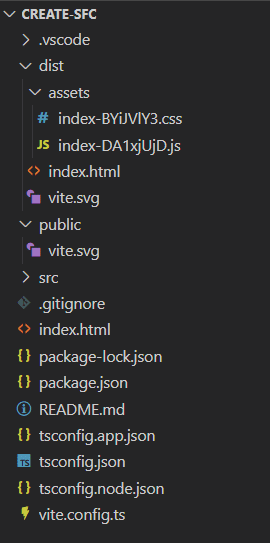 CREATE-SFC
.vscode
dist
assets
# index-BYiJVlY3.css
JS index-DA1xjUjD.js
<> index.html
vite.svg
public
vite.svg
src
.gitignore
<> index.html
{} package-lock.json
{} package.json
README.md
{} tsconfig.app.json
TS tsconfig.json
{} tsconfig.node.json
vite.config.ts